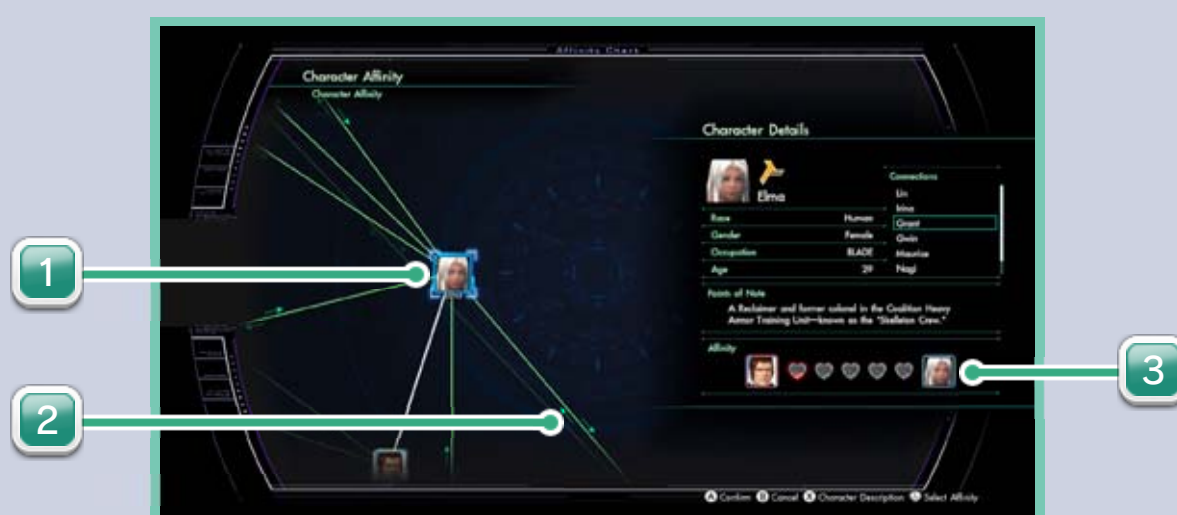 Affinity Chart
Character Affinity
Character Affinity
Character Details
Elma
Race Human
Gender Female
Occupation BLADE
Age 29
Connections
Lin
Irina
Grant
Gwin
Maurice
Nagi
Points of Note
A Reclaimer and former colonel in the Coalition Heavy
Armor Training Unit—known as the "Skeleton Crew."
Affinity
1
2
3
A Confirm B Cancel X Character Description L Select Affinity